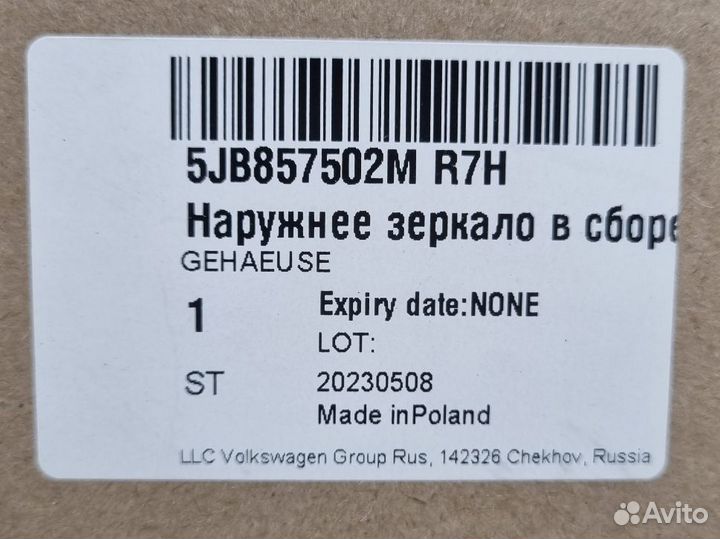 5JB857502M R7H
Наружнее зеркало в сборе
GEHAEUSE
1 Expiry date:NONE
LOT:
ST 20230508
Made inPoland
LLC Volkswagen Group Rus, 142326 Chekhov, Russia
Avito